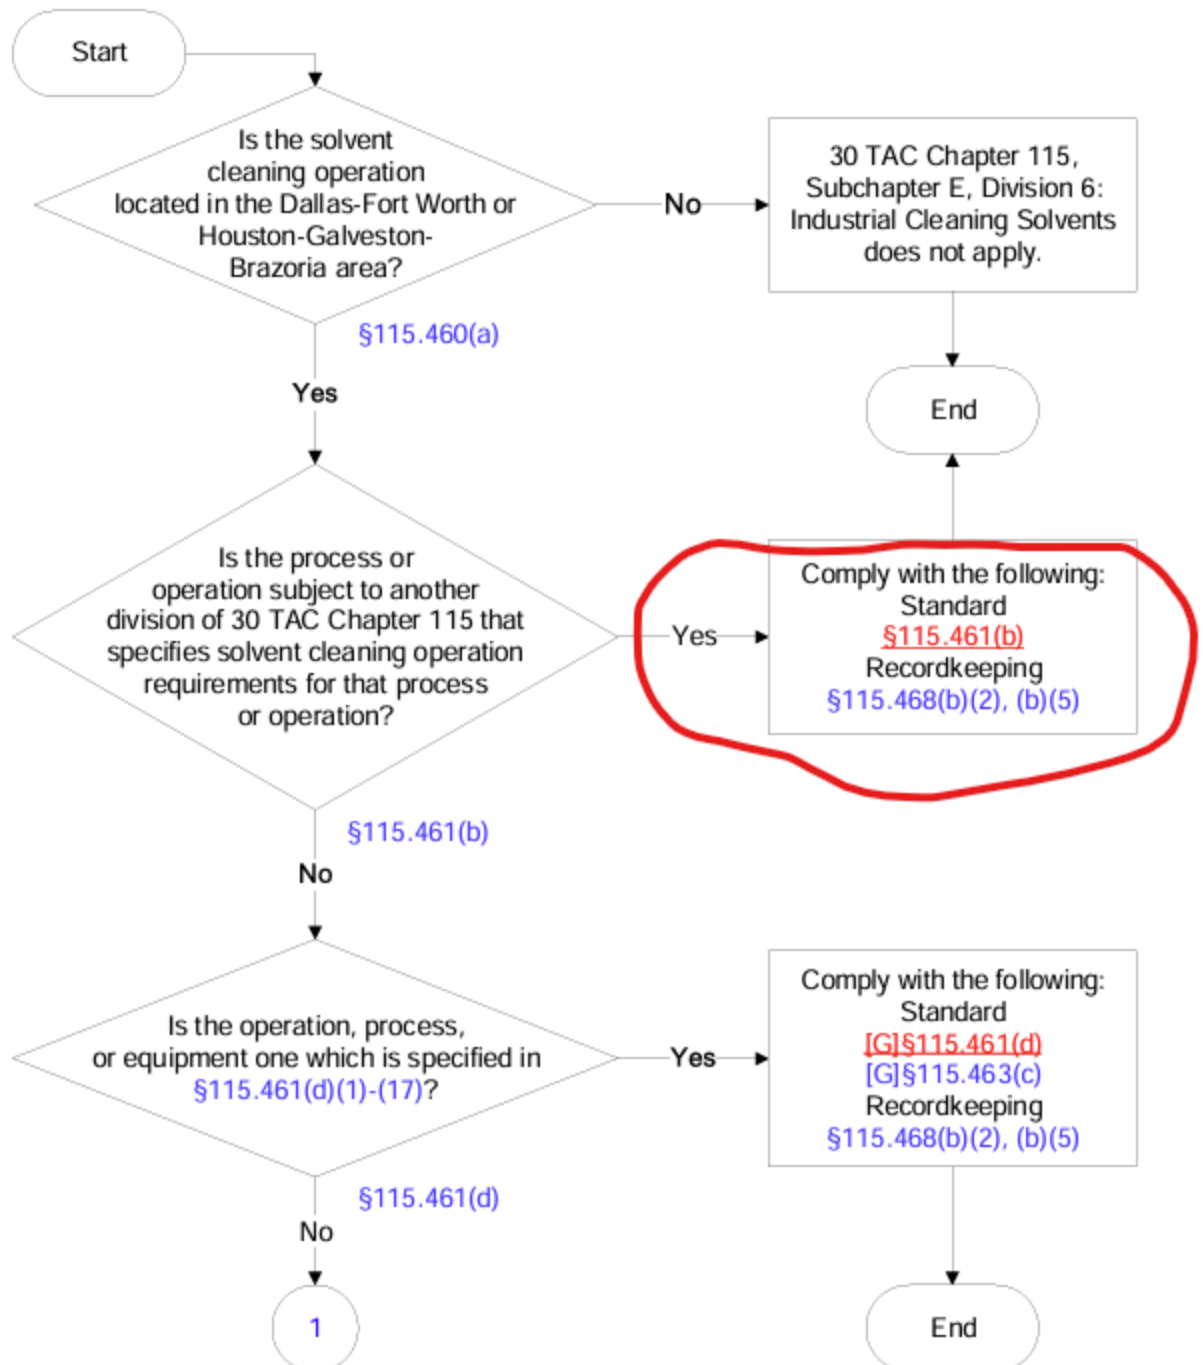 Start
Is the solvent
cleaning operation
located in the Dallas-Fort Worth or
Houston-Galveston-
Brazoria area?
No
30 TAC Chapter 115,
Subchapter E, Division 6:
Industrial Cleaning Solvents
does not apply.
§115.460(a)
Yes
End
Is the process or
operation subject to another
division of 30 TAC Chapter 115 that
specifies solvent cleaning operation
requirements for that process
or operation?
Yes
Comply with the following:
Standard
§115.461(b)
Recordkeeping
§115.468(b)(2), (b)(5)
§115.461(b)
No
Is the operation, process,
or equipment one which is specified in
§115.461(d)(1)-(17)?
Yes
Comply with the following:
Standard
[G]§115.461(d)
[G]§115.463(c)
Recordkeeping
§115.468(b)(2), (b)(5)
§115.461(d)
No
1
End